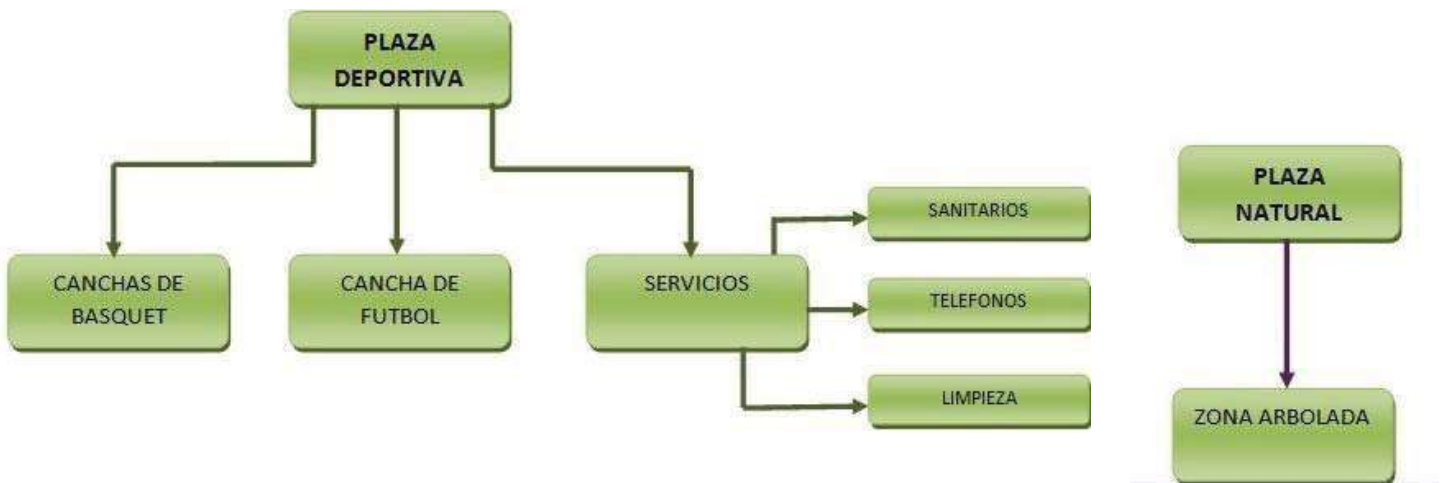 PLAZA
DEPORTIVA
CANCHAS DE
BASQUET
CANCHA DE
FUTBOL
SERVICIOS
SANITARIOS
TELEFONOS
LIMPIEZA
PLAZA
NATURAL
ZONA ARBOLADA